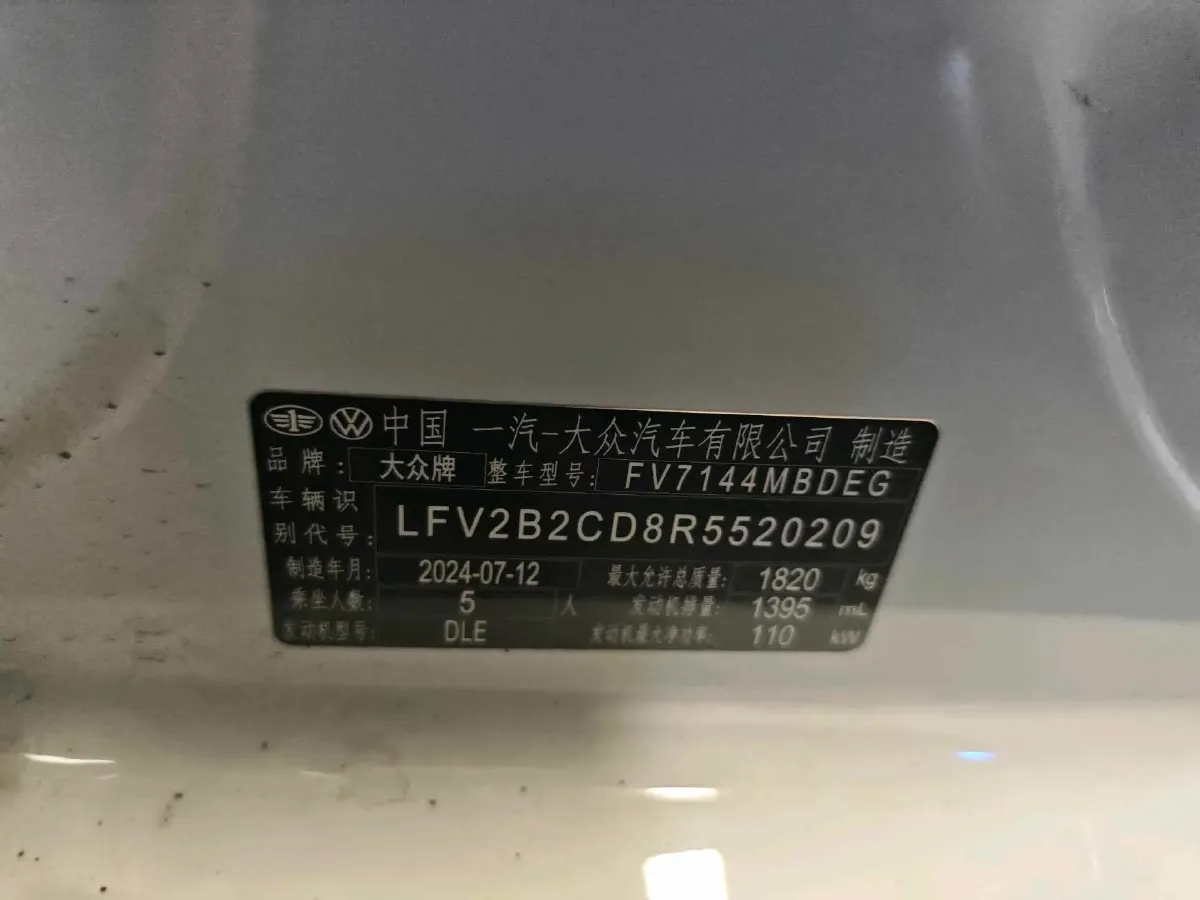 中国 一汽-大众汽车有限公司 制造
品牌: 大众牌 整车型号: FV7144MBDEG
车辆识别代号: LFV2B2CD8R5520209
制造年月: 2024-07-12 最大允许总质量: 1820 kg
乘坐人数: 5 人 发动机排量: 1395 mL
发动机型号: DLE 发动机最大净功率: 110 kW